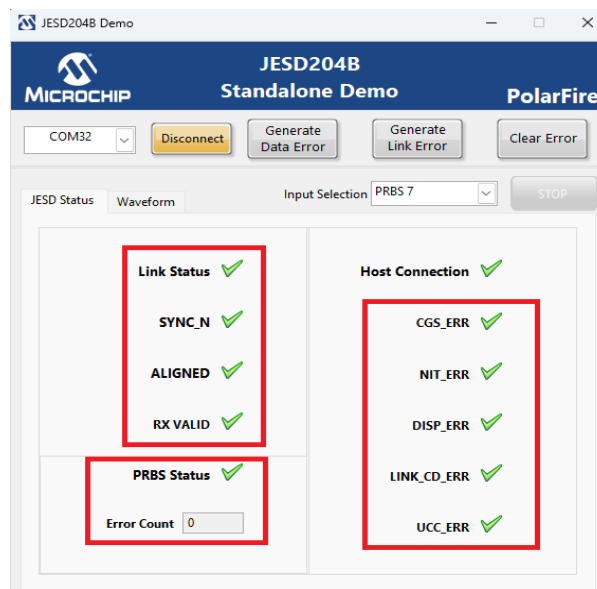 JESD204B Demo
MICROCHIP
JESD204B
Standalone Demo
PolarFire
COM32
Disconnect
Generate
Data Error
Generate
Link Error
Clear Error
JESD Status
Waveform
Input Selection
PRBS 7
STOP
Link Status
SYNC_N
ALIGNED
RX VALID
PRBS Status
Error Count
0
Host Connection
CGS_ERR
NIT_ERR
DISP_ERR
LINK_CD_ERR
UCC_ERR